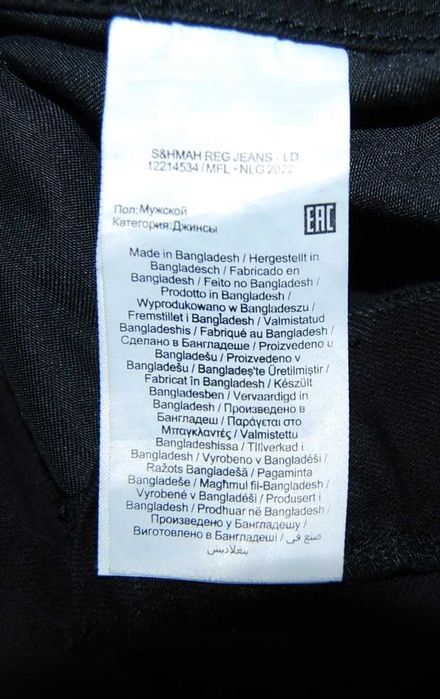 S&HMAH REG JEANS - LD
12214534 / MFL - NLG 2022
Пол: Мужской
Категория: Джинсы
EAC
Made in Bangladesh / Hergestellt in
Bangladesch / Fabricado en
Bangladesh / Feito no Bangladesh /
Prodotto in Bangladesh /
Wyprodukowano w Bangladeszu /
Fremstillet i Bangladesh / Valmistatud
Bangladeshis / Fabriqué au Bangladesh /
Сделано в Бангладеше / Proizvedeno u
Bangladešu / Proizvedeno v
Bangladešu / Bangladeş'te Üretilmiştir /
Fabricat în Bangladesh / Készült
Bangladesben / Vervaardigd in
Bangladesh / Произведено в
Бангладеш / Παράγεται στο
Μπαγκλαντές / Valmistettu
Bangladeshissa / Tillverkad i
Bangladesh / Vyrobeno v Bangladéši /
Ražots Bangladešā / Pagaminta
Bangladeše / Magħmul fil-Bangladesh /
Vyrobené v Bangladéši / Produsert i
Bangladesh / Prodhuar në Bangladesh /
Произведено у Бангладешу /
Виготовлено в Бангладеші / صنع في
بنغلاديش